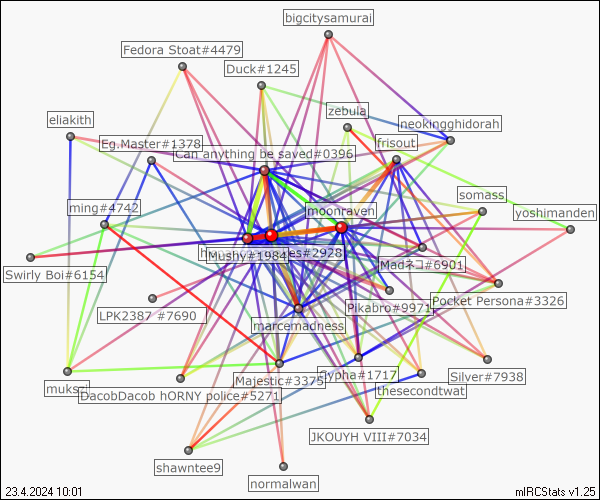 bigcitysamurai
Fedora Stoat#4479
Duck#1245
zebula
eliakith
neokingghidorah
Eg.Master#1378
frisout
Can anything be saved#0396
somass
ming#4742
moonraven
yoshimanden
es#2928
Mushy#1984
Swirly Boi#6154
Madネコ#6901
Pocket Persona#3326
LPK2387 #7690
Pikabro#9971
marcemadness
Majestic#3375
lypha#1717
Silver#7938
DacobDacob hORNY police#5271
thesecondtwat
JKOUYH VIII#7034
shawntee9
normalwan
23.4.2024 10:01
mIRCStats v1.25